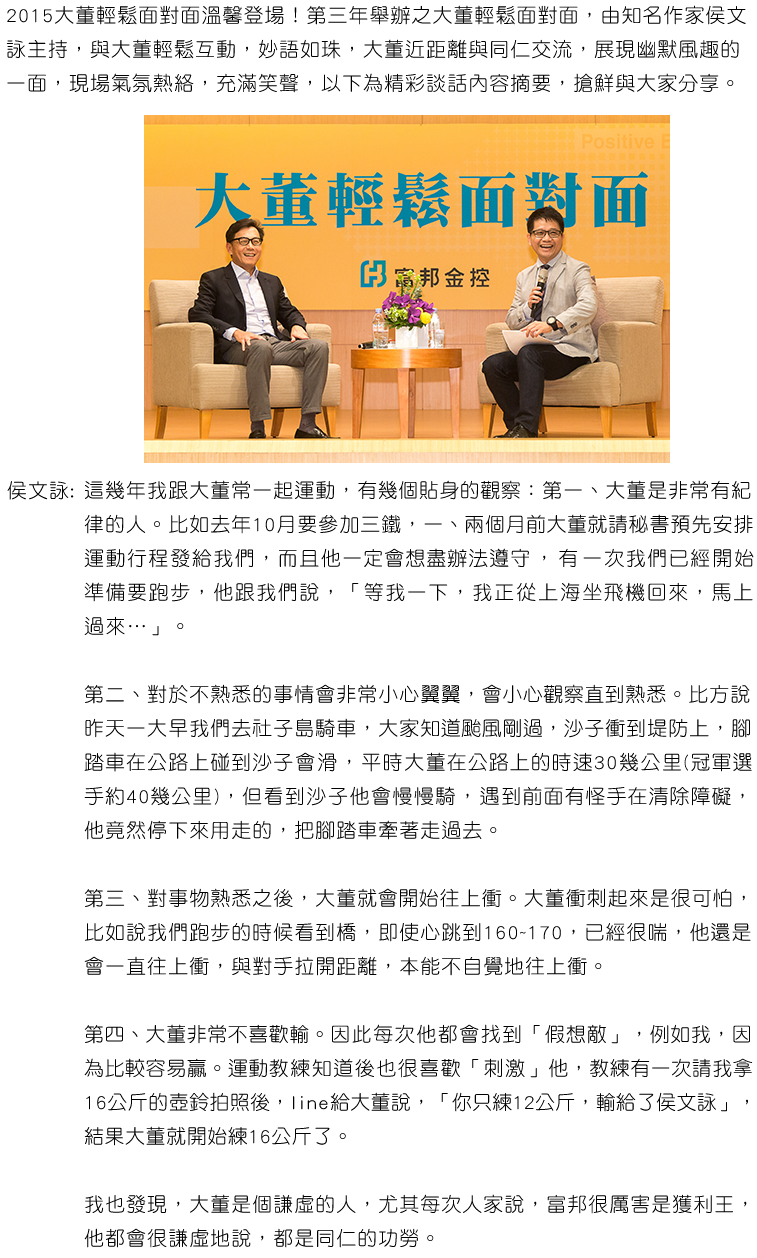 2015大董輕鬆面對面溫馨登場！第三年舉辦之大董輕鬆面對面，由知名作家侯文
詠主持，與大董輕鬆互動，妙語如珠，大董近距離與同仁交流，展現幽默風趣的
一面，現場氣氛熱絡，充滿笑聲，以下為精彩談話內容摘要，搶鮮與大家分享。
Positive E
大董輕鬆面對面
富邦金控
侯文詠: 這幾年我跟大董常一起運動，有幾個貼身的觀察：第一、大董是非常有紀
律的人。比如去年10月要參加三鐵，一、兩個月前大董就請秘書預先安排
運動行程發給我們，而且他一定會想盡辦法遵守，有一次我們已經開始
準備要跑步，他跟我們說，「等我一下，我正從上海坐飛機回來，馬上
過來…」。
第二、對於不熟悉的事情會非常小心翼翼，會小心觀察直到熟悉。比方說
昨天一大早我們去社子島騎車，大家知道颱風剛過，沙子衝到堤防上，腳
踏車在公路上碰到沙子會滑，平時大董在公路上的時速30幾公里(冠軍選
手約40幾公里)，但看到沙子他會慢慢騎，遇到前面有怪手在清除障礙，
他竟然停下來用走的，把腳踏車牽著走過去。
第三、對事物熟悉之後，大董就會開始往上衝。大董衝刺起來是很可怕，
比如說我們跑步的時候看到橋，即使心跳到160~170，已經很喘，他還是
會一直往上衝，與對手拉開距離，本能不自覺地往上衝。
第四、大董非常不喜歡輸。因此每次他都會找到「假想敵」，例如我，因
為比較容易贏。運動教練知道後也很喜歡「刺激」他，教練有一次請我拿
16公斤的壺鈴拍照後，line給大董說，「你只練12公斤，輸給了侯文詠」，
結果大董就開始練16公斤了。
我也發現，大董是個謙虛的人，尤其每次人家說，富邦很厲害是獲利王，
他都會很謙虛地說，都是同仁的功勞。